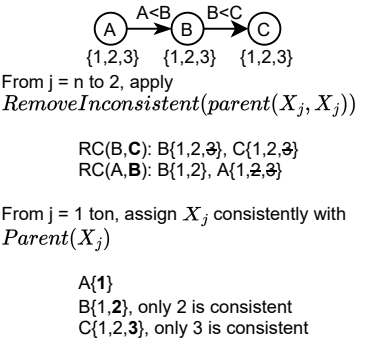 A<B B<C
A B C
{1,2,3} {1,2,3} {1,2,3}
From j = n to 2, apply
RemoveInconsistent(parent(X_j, X_j))
RC(B,C): B{1,2,3}, C{1,2,3}
RC(A,B): B{1,2}, A{1,2,3}
From j = 1 ton, assign X_j consistently with
Parent(X_j)
A{1}
B{1,2}, only 2 is consistent
C{1,2,3}, only 3 is consistent